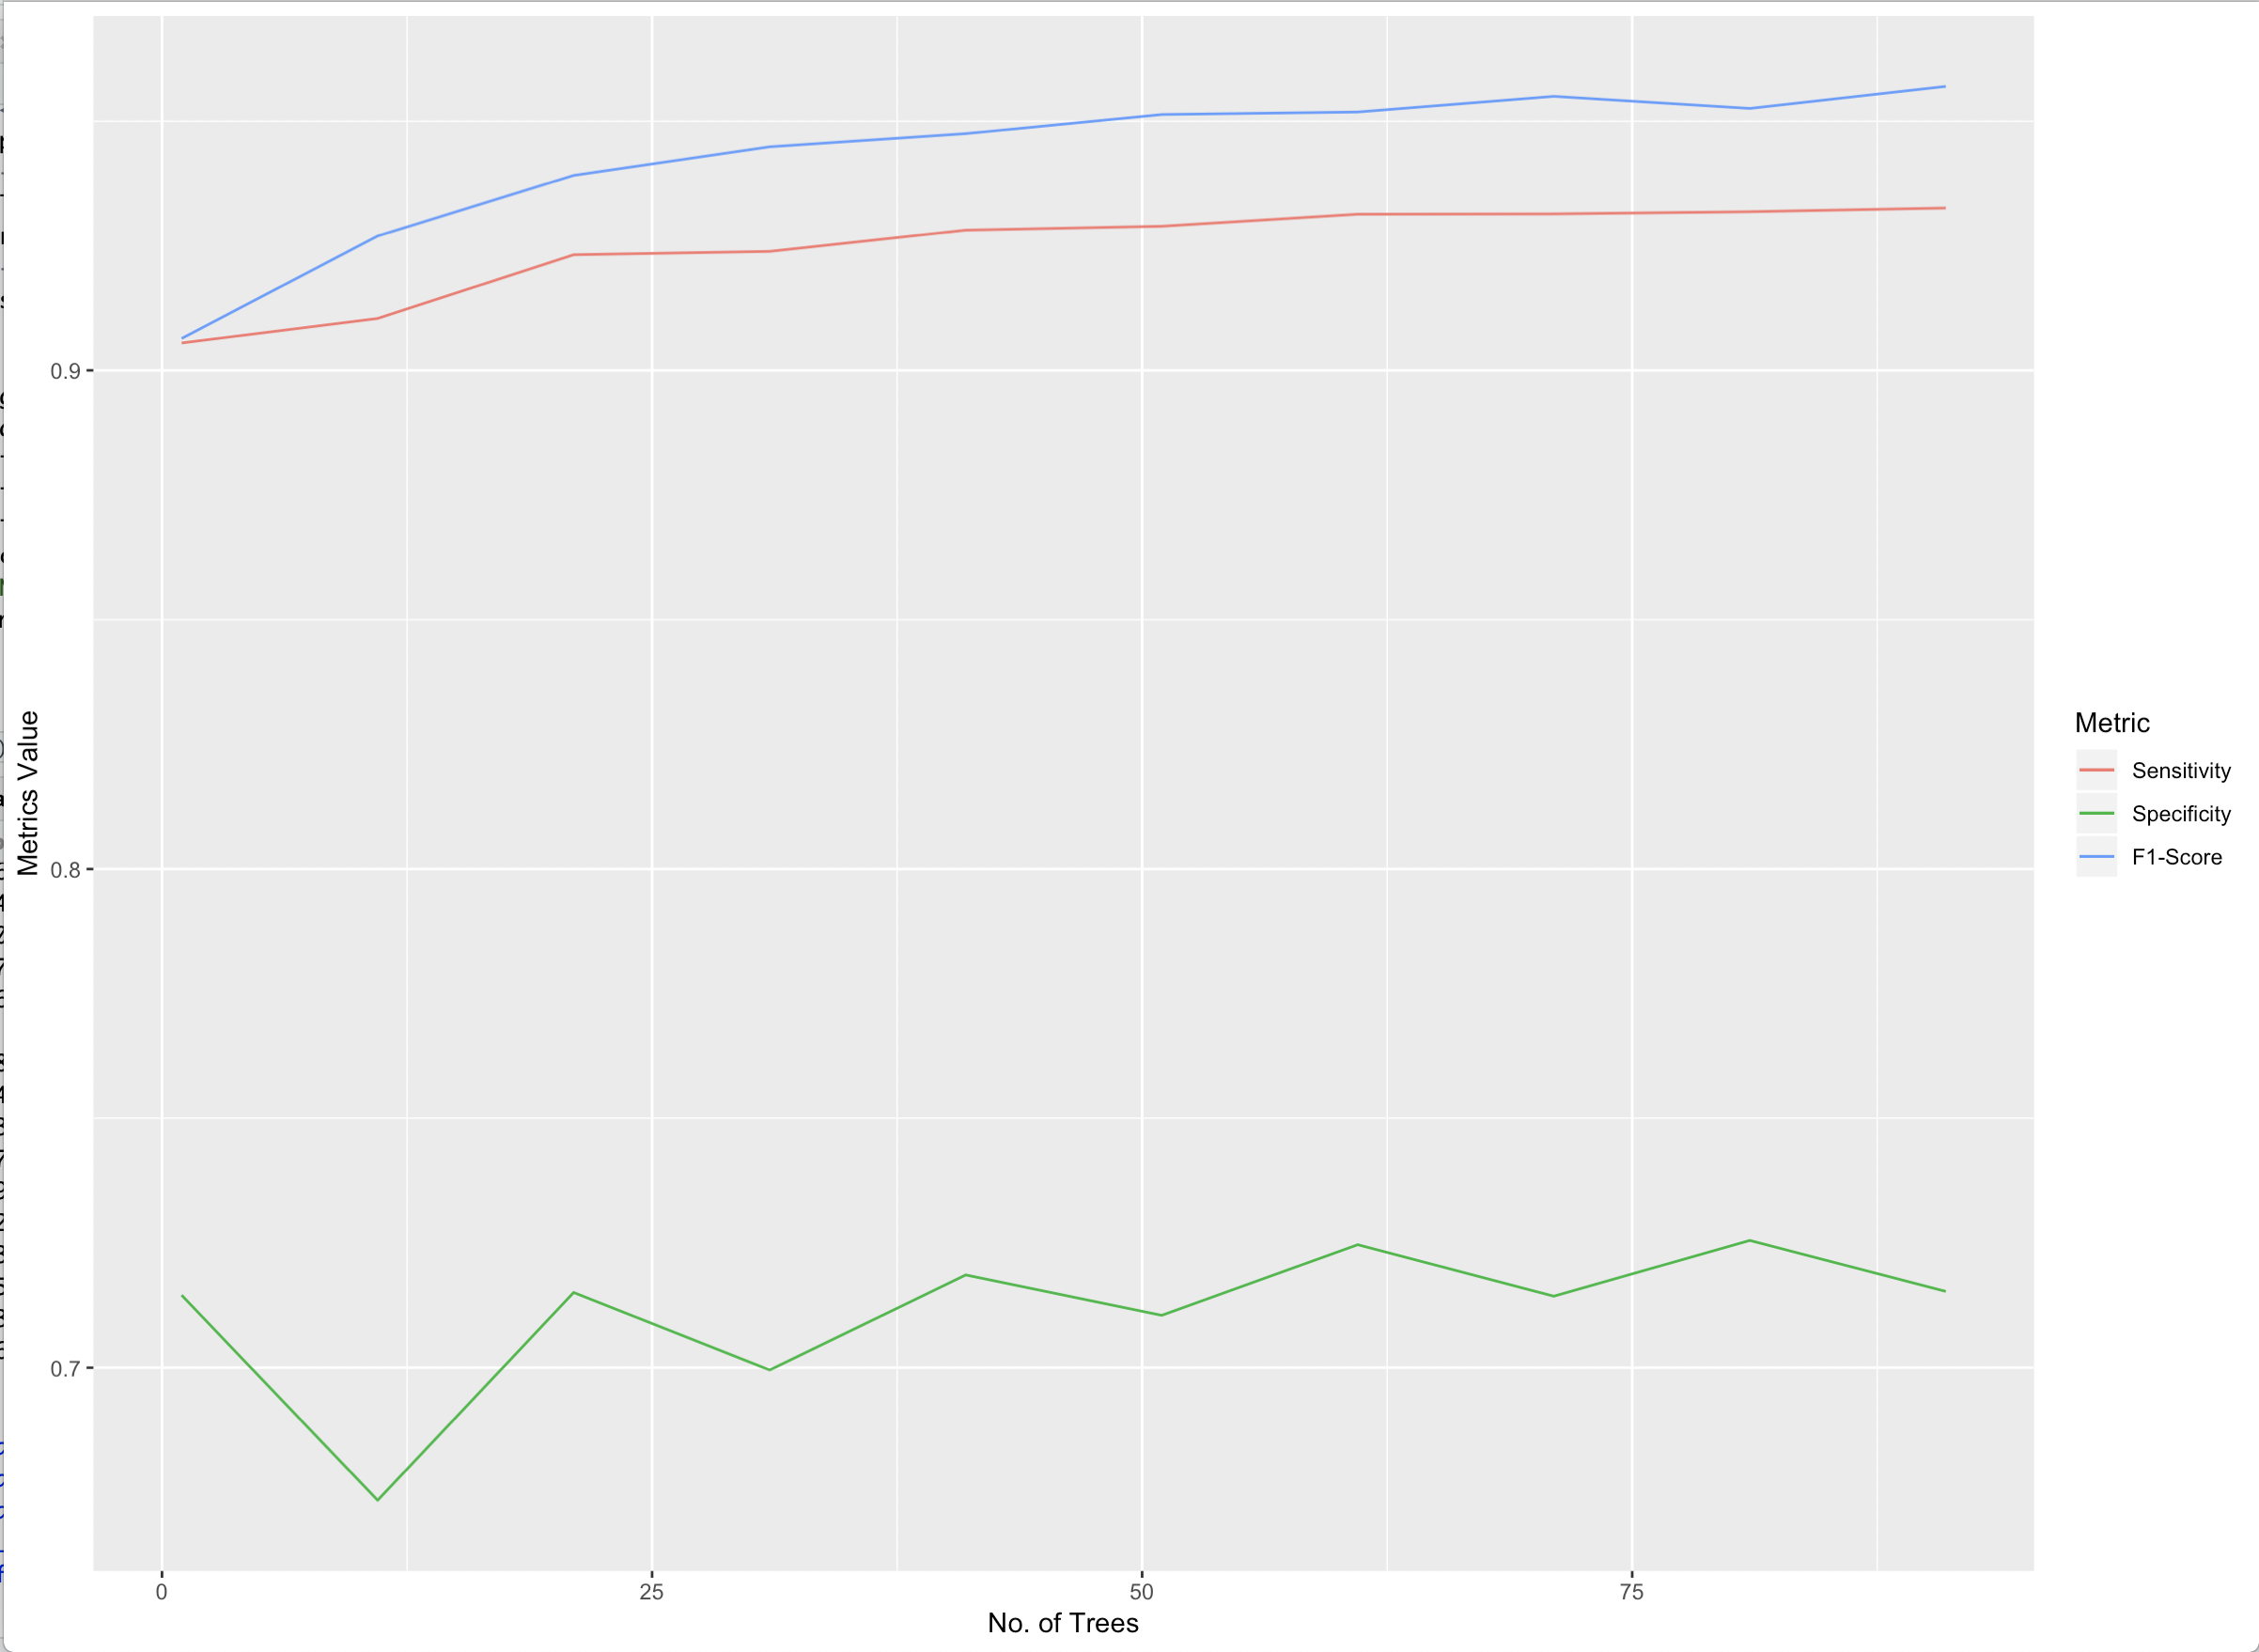 0.9
0.8
0.7
Metrics Value
0
25
50
75
No. of Trees
Metric
Sensitivity
Specificity
F1-Score